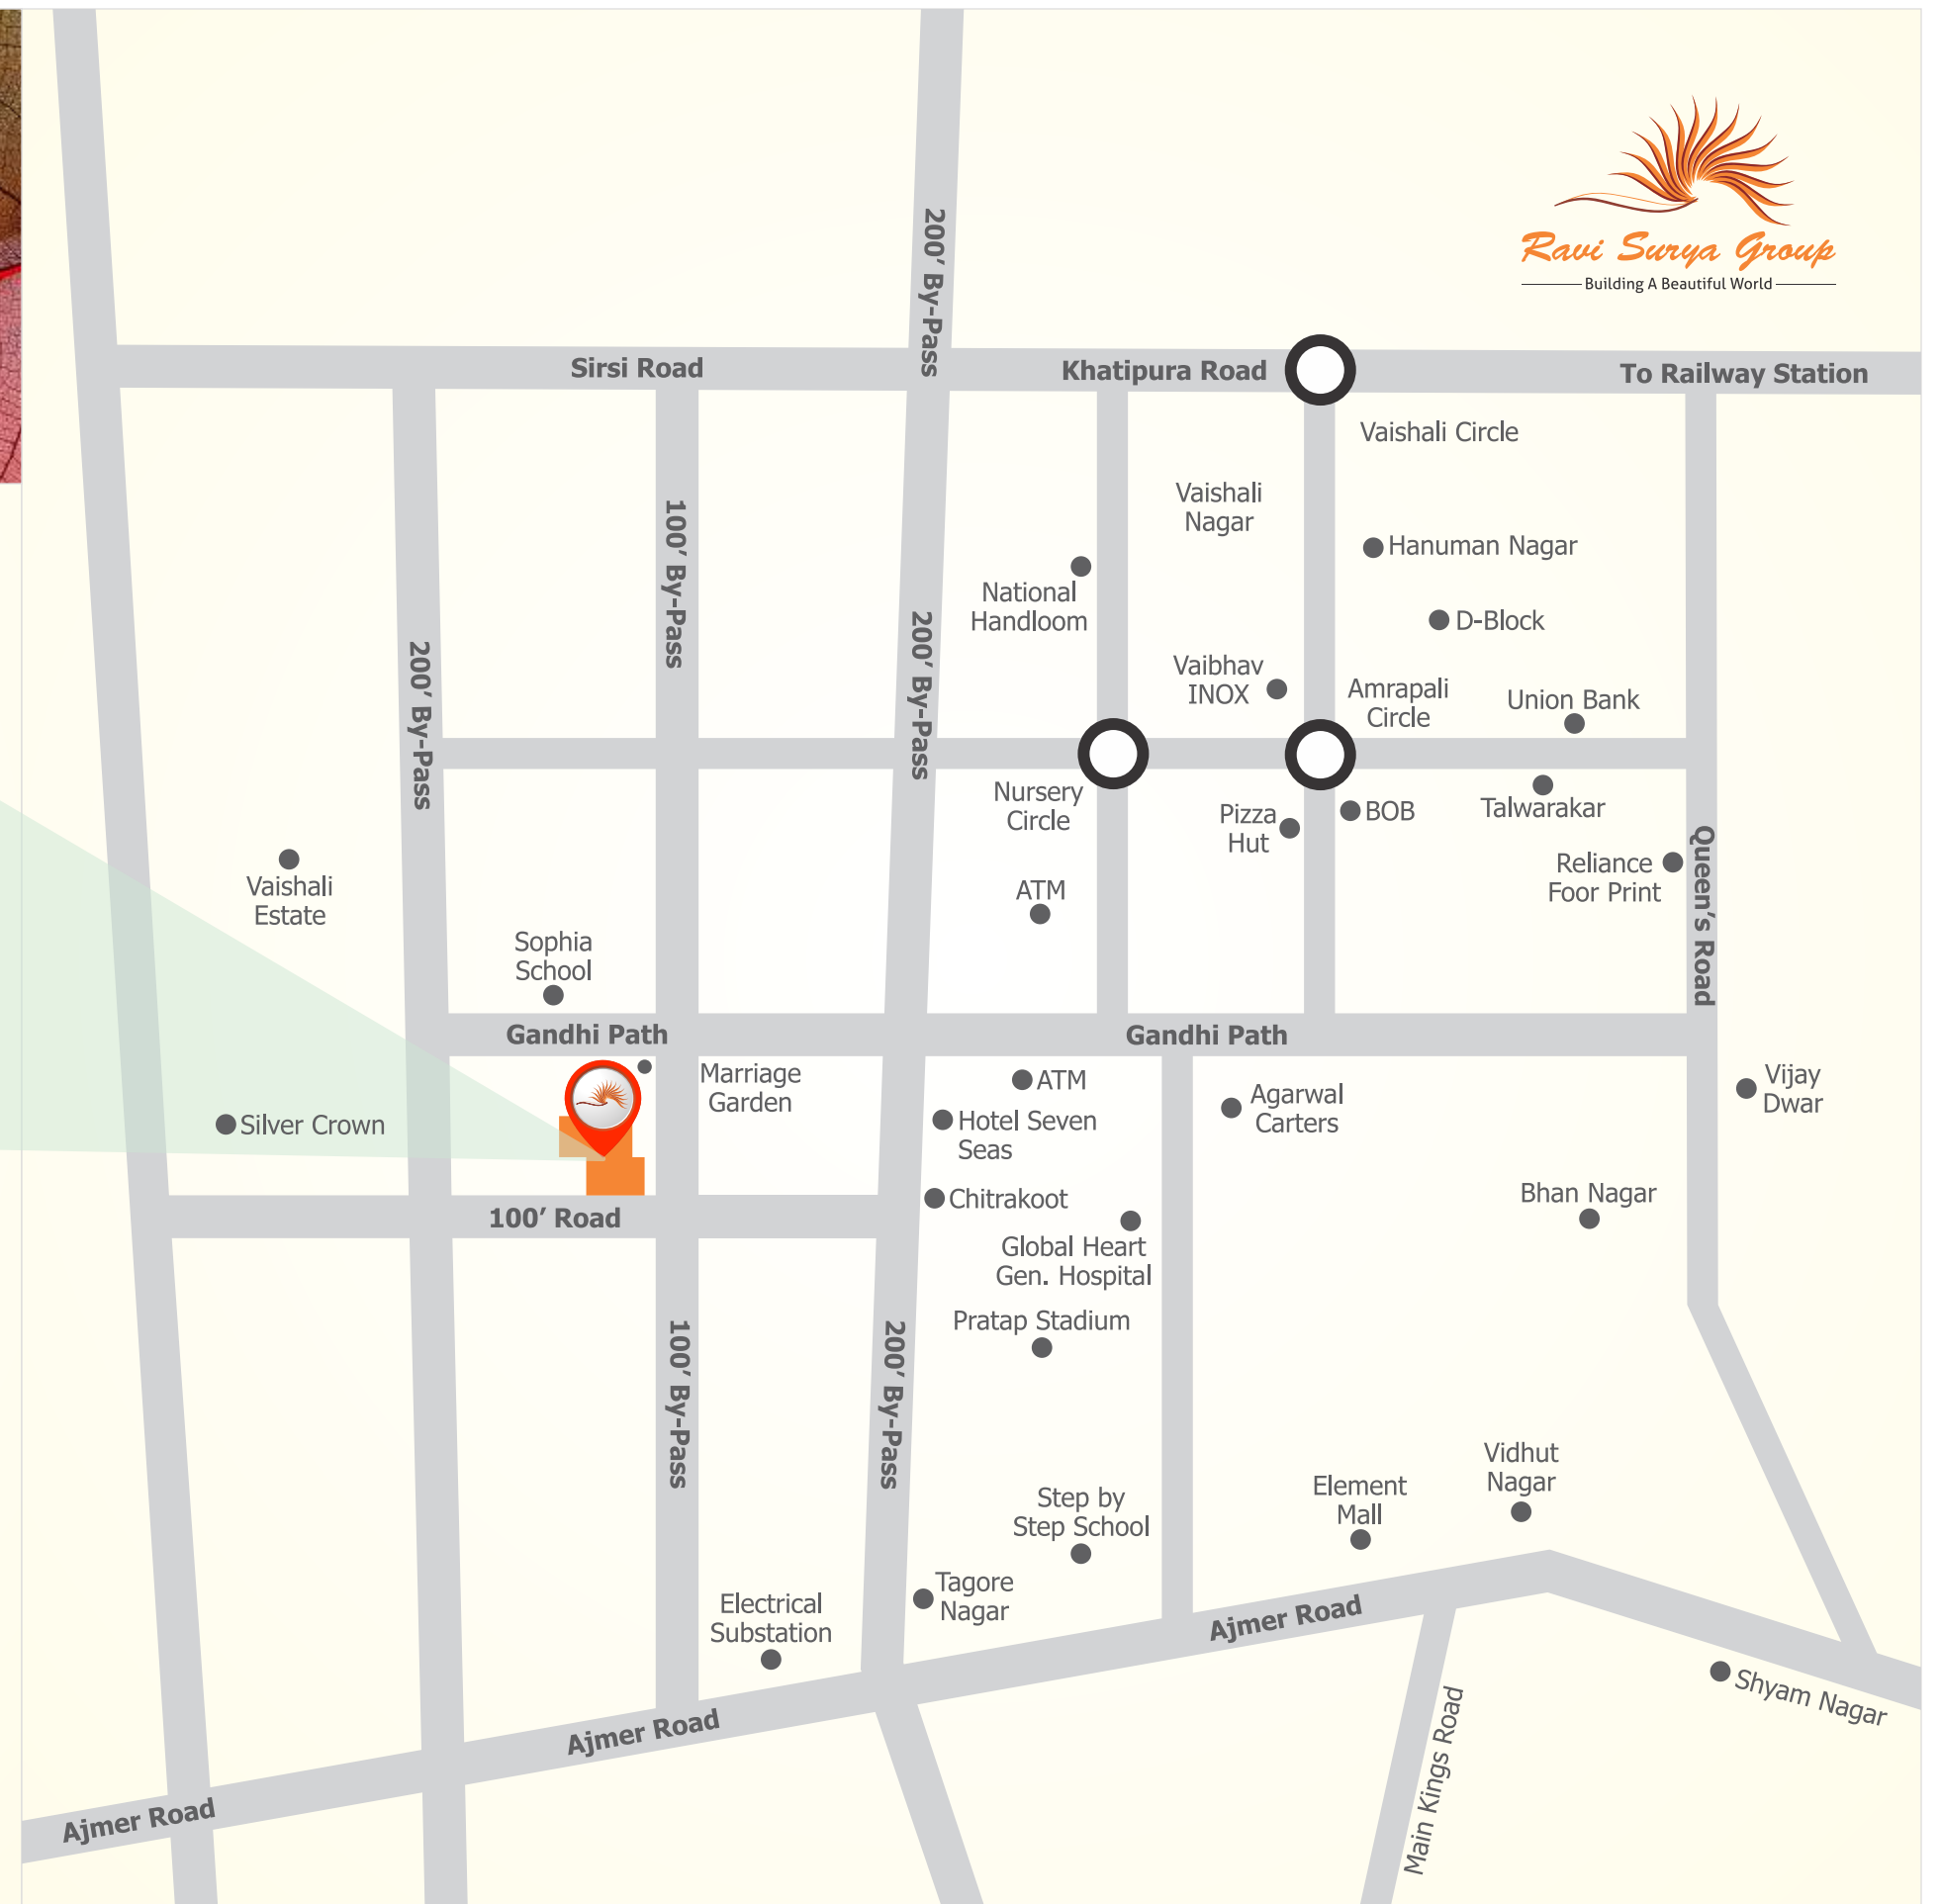 Ravi Surya Group
Building A Beautiful World
200' By-Pass
Sirsi Road
Khatipura Road
To Railway Station
Vaishali Circle
Vaishali
Nagar
100' By-Pass
Hanuman Nagar
National
Handloom
D-Block
200' By-Pass
200' By-Pass
Vaibhav
INOX
Amrapali
Circle
Union Bank
Nursery
Circle
Pizza
Hut
BOB
Talwarakar
Queen's Road
Reliance
Foor Print
Vaishali
Estate
ATM
Sophia
School
Gandhi Path
Gandhi Path
Marriage
Garden
ATM
Agarwal
Carters
Vijay
Dwar
Silver Crown
Hotel Seven
Seas
Chitrakoot
Bhan Nagar
100' Road
Global Heart
Gen. Hospital
Pratap Stadium
100' By-Pass
200' By-Pass
Vidhut
Nagar
Element
Mall
Step by
Step School
Tagore
Nagar
Electrical
Substation
Ajmer Road
Shyam Nagar
Ajmer Road
Main Kings Road
Ajmer Road